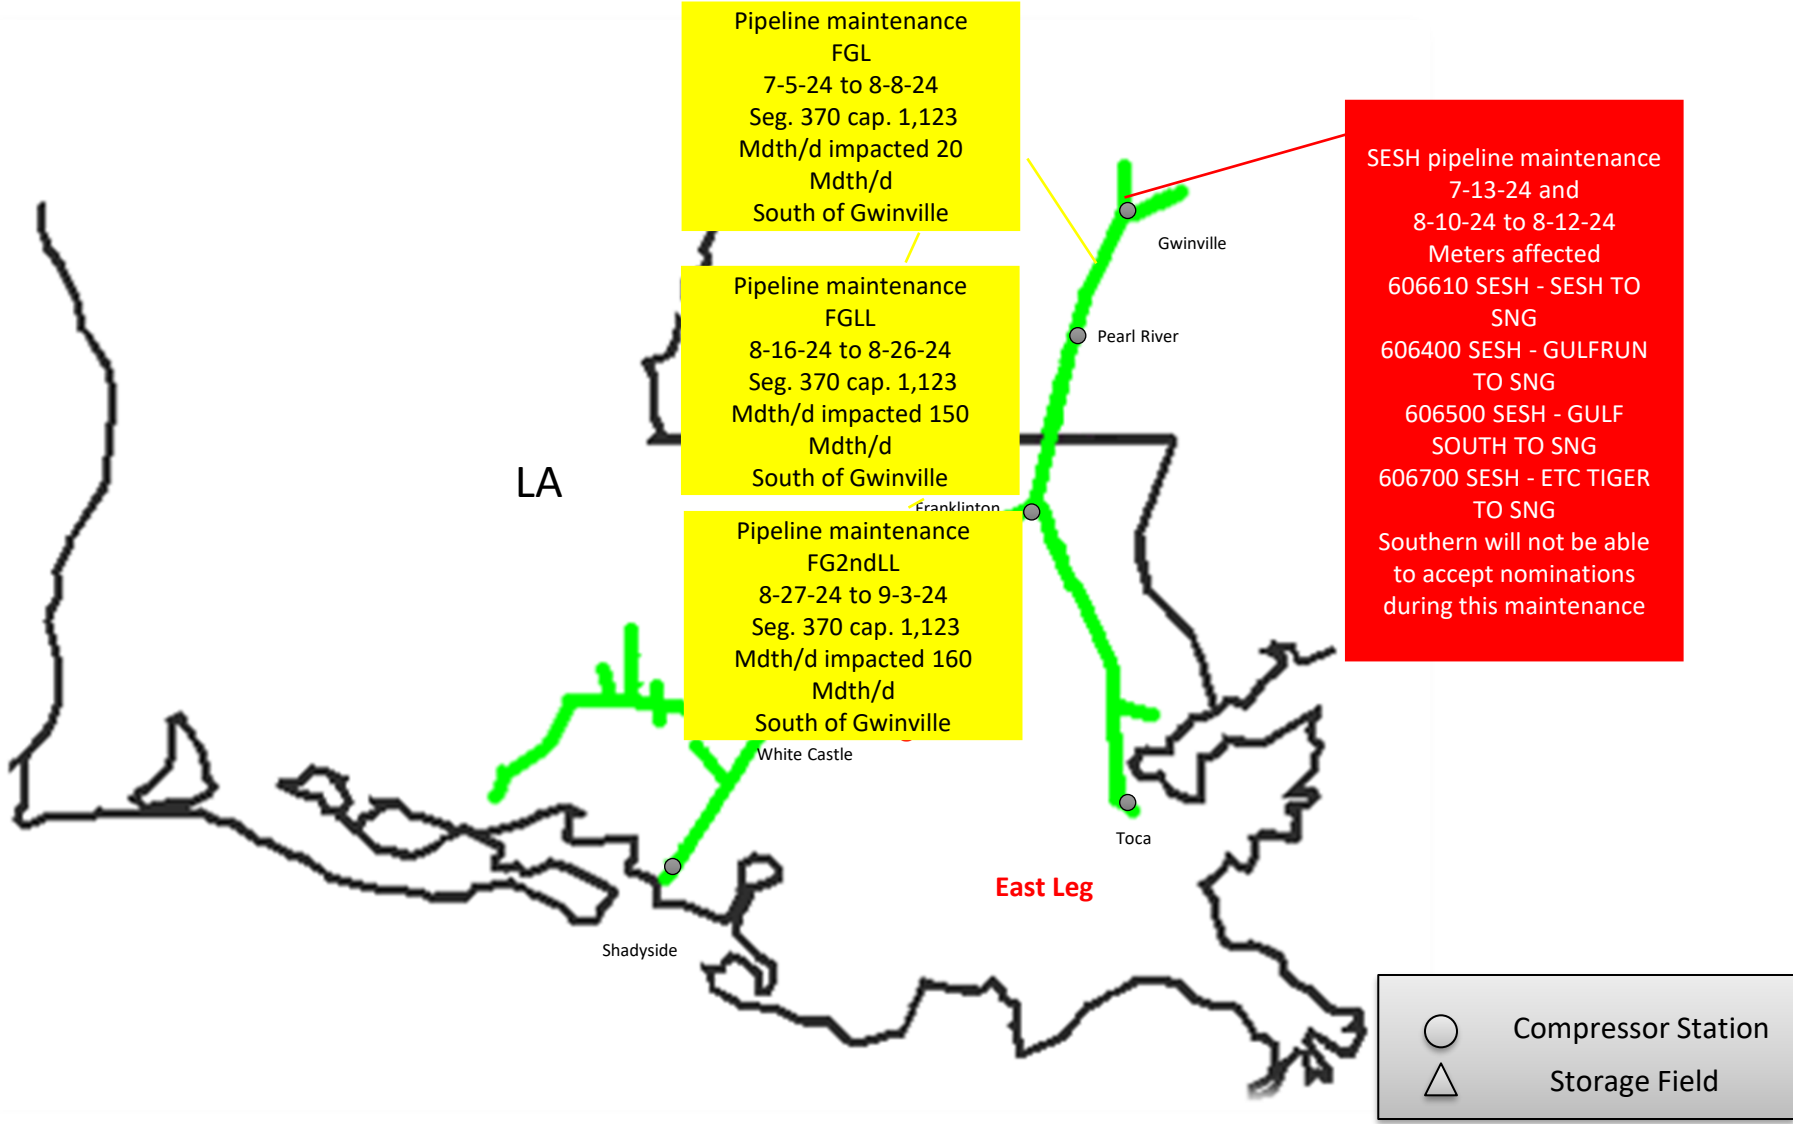 Pipeline maintenance
FGL
7-5-24 to 8-8-24
Seg. 370 cap. 1,123
Mdth/d impacted 20
Mdth/d
South of Gwinville
SESH pipeline maintenance
7-13-24 and
8-10-24 to 8-12-24
Meters affected
606610 SESH - SESH TO
SNG
606400 SESH - GULFRUN
TO SNG
606500 SESH - GULF
SOUTH TO SNG
606700 SESH - ETC TIGER
TO SNG
Southern will not be able
to accept nominations
during this maintenance
Gwinville
Pipeline maintenance
FGLL
8-16-24 to 8-26-24
Seg. 370 cap. 1,123
Mdth/d impacted 150
Mdth/d
South of Gwinville
Pearl River
LA
Franklinton
Pipeline maintenance
FG2ndLL
8-27-24 to 9-3-24
Seg. 370 cap. 1,123
Mdth/d impacted 160
Mdth/d
South of Gwinville
White Castle
Toca
East Leg
Shadyside
Compressor Station
Storage Field